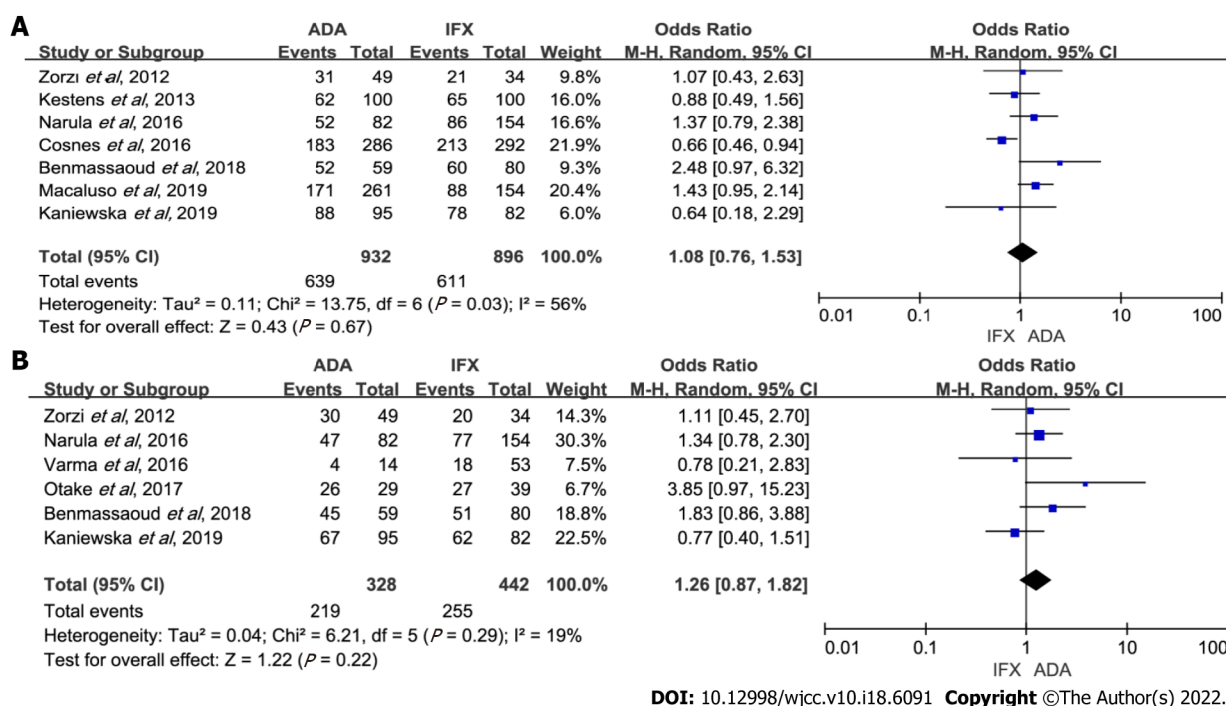 A
ADA IFX Odds Ratio Odds Ratio
Study or Subgroup Events Total Events Total Weight M-H, Random, 95% CI M-H, Random, 95% CI
Zorzi et al, 2012 31 49 21 34 9.8% 1.07 [0.43, 2.63]
Kestens et al, 2013 62 100 65 100 16.0% 0.88 [0.49, 1.56]
Narula et al, 2016 52 82 86 154 16.6% 1.37 [0.79, 2.38]
Cosnes et al, 2016 183 286 213 292 21.9% 0.66 [0.46, 0.94]
Benmassaoud et al, 2018 52 59 60 80 9.3% 2.48 [0.97, 6.32]
Macaluso et al, 2019 171 261 88 154 20.4% 1.43 [0.95, 2.14]
Kaniewska et al, 2019 88 95 78 82 6.0% 0.64 [0.18, 2.29]
Total (95% CI) 932 896 100.0% 1.08 [0.76, 1.53]
Total events 639 611
Heterogeneity: Tau² = 0.11; Chi² = 13.75, df = 6 (P = 0.03); I² = 56%
Test for overall effect: Z = 0.43 (P = 0.67)
0.01 0.1 1 10 100
IFX ADA
B
ADA IFX Odds Ratio Odds Ratio
Study or Subgroup Events Total Events Total Weight M-H, Random, 95% CI M-H, Random, 95% CI
Zorzi et al, 2012 30 49 20 34 14.3% 1.11 [0.45, 2.70]
Narula et al, 2016 47 82 77 154 30.3% 1.34 [0.78, 2.30]
Varma et al, 2016 4 14 18 53 7.5% 0.78 [0.21, 2.83]
Otake et al, 2017 26 29 27 39 6.7% 3.85 [0.97, 15.23]
Benmassaoud et al, 2018 45 59 51 80 18.8% 1.83 [0.86, 3.88]
Kaniewska et al, 2019 67 95 62 82 22.5% 0.77 [0.40, 1.51]
Total (95% CI) 328 442 100.0% 1.26 [0.87, 1.82]
Total events 219 255
Heterogeneity: Tau² = 0.04; Chi² = 6.21, df = 5 (P = 0.29); I² = 19%
Test for overall effect: Z = 1.22 (P = 0.22)
0.01 0.1 1 10 100
IFX ADA
DOI: 10.12998/wjcc.v10.i18.6091 Copyright ©The Author(s) 2022.